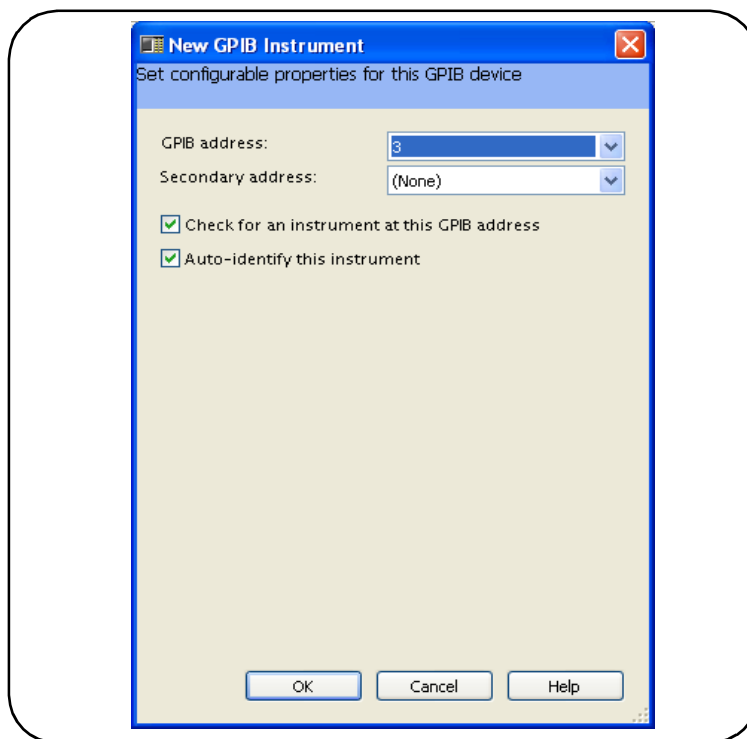 New GPIB Instrument
Set configurable properties for this GPIB device
GPIB address: 3
Secondary address: (None)
Check for an instrument at this GPIB address
Auto-identify this instrument
OK Cancel Help